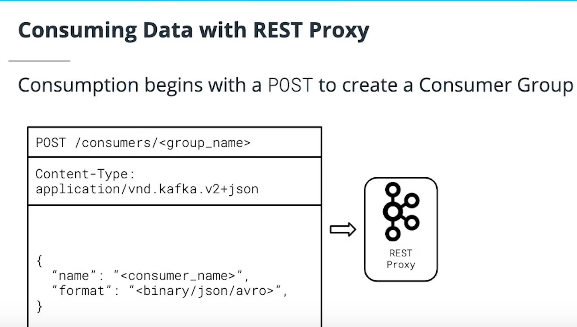 Consuming Data with REST Proxy
Consumption begins with a POST to create a Consumer Group
POST /consumers/<group_name>
Content-Type:
application/vnd.kafka.v2+json
{
"name": "<consumer_name>",
"format": "<binary/json/avro>",
}
REST
Proxy